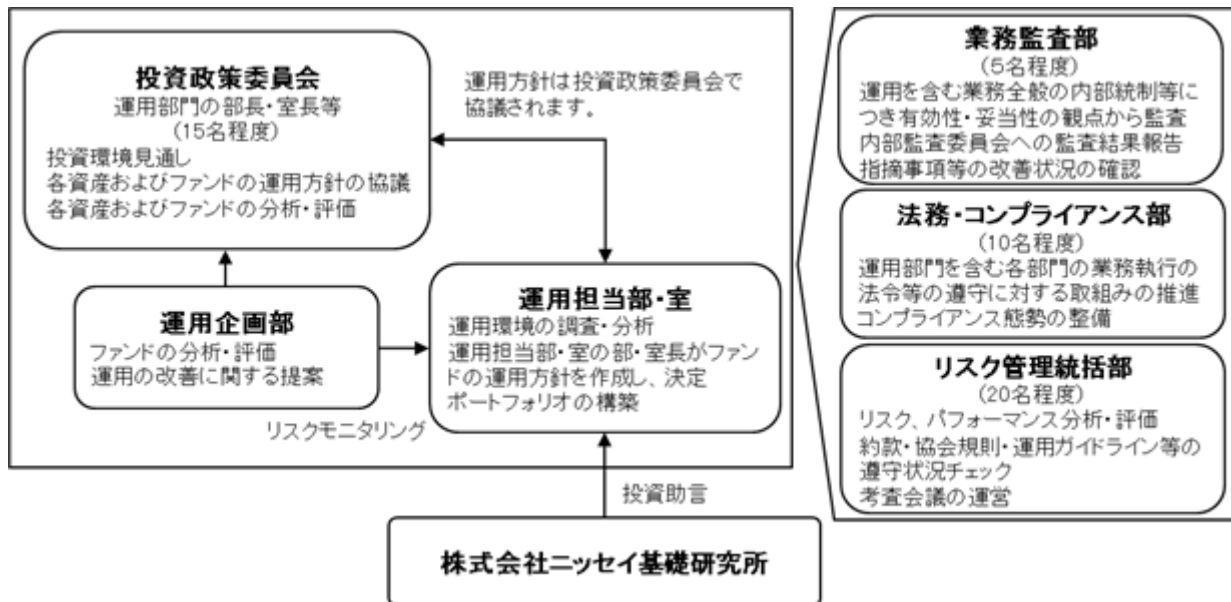 投資政策委員会
運用部門の部長・室長等
(15名程度)
投資環境見通し
各資産およびファンドの運用方針の協議
各資産およびファンドの分析・評価
運用方針は投資政策委員会で
協議されます。
運用企画部
ファンドの分析・評価
運用の改善に関する提案
運用担当部・室
運用環境の調査・分析
運用担当部・室の部・室長がファン
ドの運用方針を作成し、決定
ポートフォリオの構築
リスクモニタリング
投資助言
株式会社ニッセイ基礎研究所
業務監査部
(5名程度)
運用を含む業務全般の内部統制等に
つき有効性・妥当性の観点から監査
内部監査委員会への監査結果報告
指摘事項等の改善状況の確認
法務・コンプライアンス部
(10名程度)
運用部門を含む各部門の業務執行の
法令等の遵守に対する取組みの推進
コンプライアンス態勢の整備
リスク管理統括部
(20名程度)
リスク、パフォーマンス分析・評価
約款・協会規則・運用ガイドライン等の
遵守状況チェック
考査会議の運営